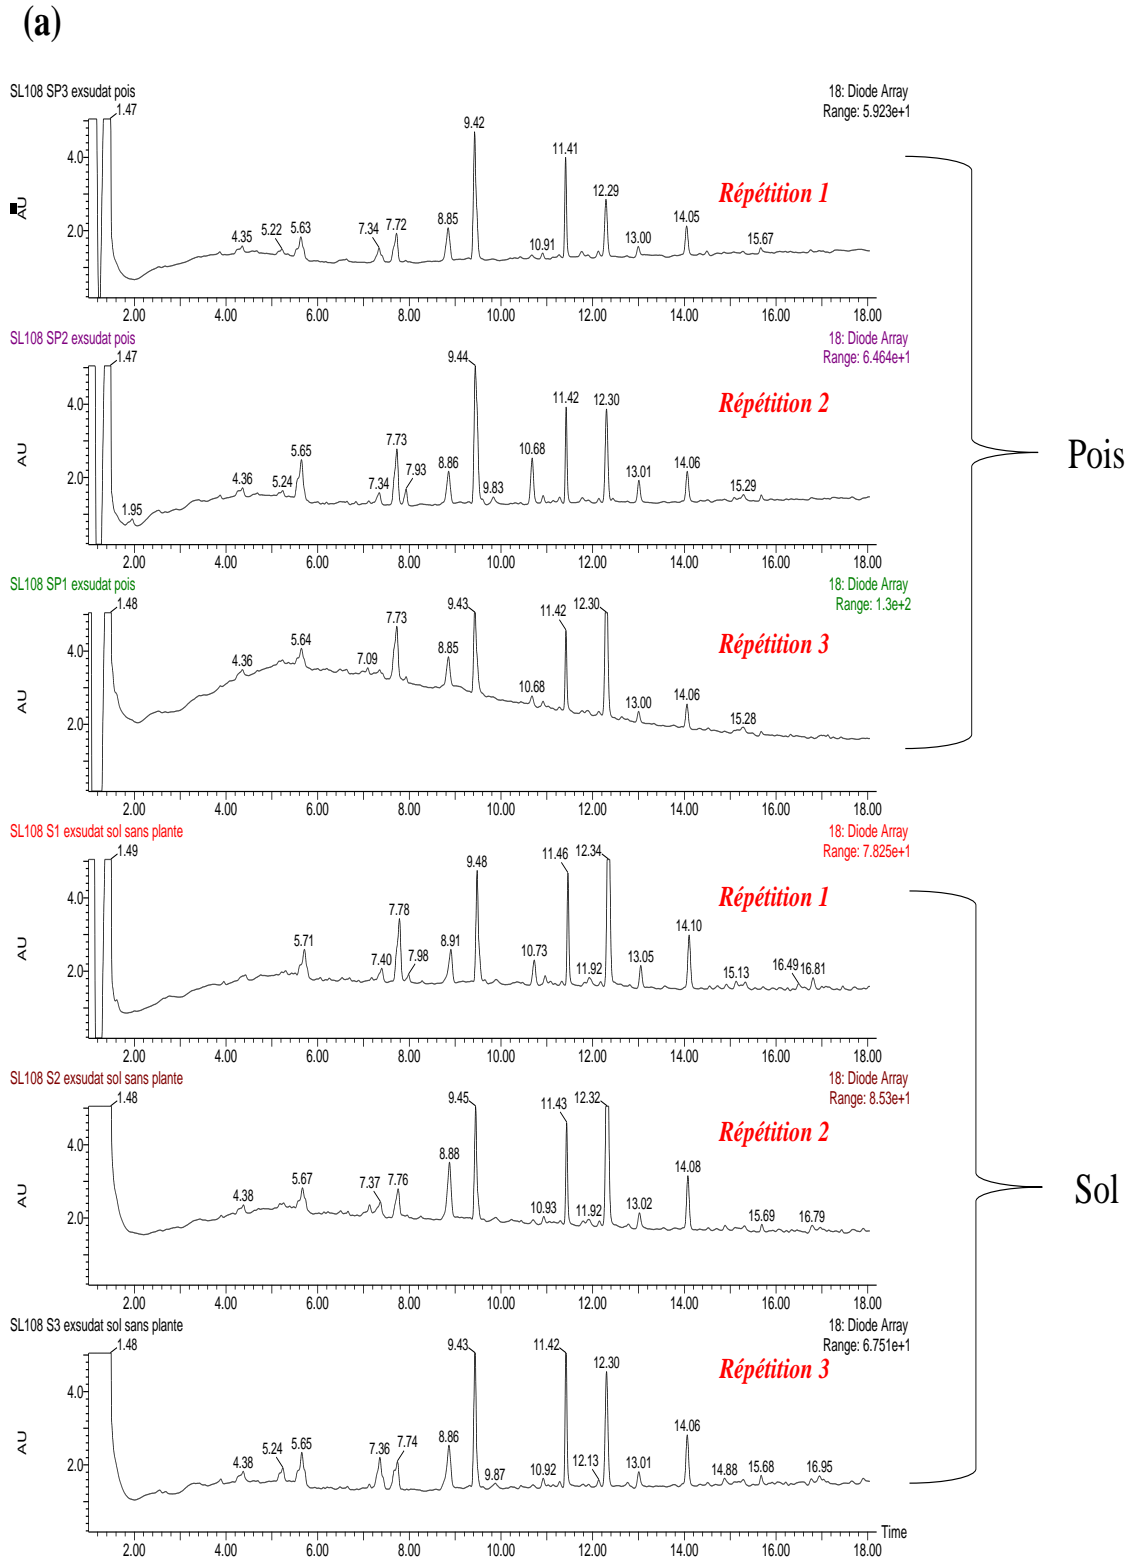 (a)
SL108 SP3 exsudat pois
18: Diode Array
Range: 5.923e+1
1.47
9.42
11.41
Répétition 1
12.29
14.05
8.85
7.72
7.34
5.63
5.22
4.35
10.91
13.00
15.67
4.0
2.0
AU
2.00 4.00 6.00 8.00 10.00 12.00 14.00 16.00 18.00
SL108 SP2 exsudat pois
18: Diode Array
Range: 6.464e+1
1.47
9.44
11.42
12.30
Répétition 2
7.73
5.65
10.68
7.93
8.86
13.01
14.06
4.36
5.24
7.34
9.83
15.29
1.95
4.0
2.0
AU
2.00 4.00 6.00 8.00 10.00 12.00 14.00 16.00 18.00
Pois
SL108 SP1 exsudat pois
18: Diode Array
Range: 1.3e+2
1.48
9.43
12.30
11.42
7.73
Répétition 3
5.64
8.85
4.36
7.09
10.68
13.00
14.06
15.28
4.0
2.0
AU
2.00 4.00 6.00 8.00 10.00 12.00 14.00 16.00 18.00
SL108 S1 exsudat sol sans plante
18: Diode Array
Range: 7.825e+1
1.49
9.48
11.46
12.34
Répétition 1
7.78
14.10
5.71
8.91
10.73
7.40
7.98
11.92
13.05
15.13
16.49
16.81
4.0
2.0
AU
2.00 4.00 6.00 8.00 10.00 12.00 14.00 16.00 18.00
SL108 S2 exsudat sol sans plante
18: Diode Array
Range: 8.53e+1
1.48
9.45
11.43
12.32
Répétition 2
8.88
14.08
4.38
5.67
7.37
7.76
10.93
11.92
13.02
15.69
16.79
4.0
2.0
AU
2.00 4.00 6.00 8.00 10.00 12.00 14.00 16.00 18.00
Sol
SL108 S3 exsudat sol sans plante
18: Diode Array
Range: 6.751e+1
1.48
9.43
11.42
12.30
Répétition 3
14.06
4.38
5.24
5.65
7.36
7.74
8.86
9.87
10.92
12.13
13.01
14.88
15.68
16.95
4.0
2.0
AU
Time
2.00 4.00 6.00 8.00 10.00 12.00 14.00 16.00 18.00